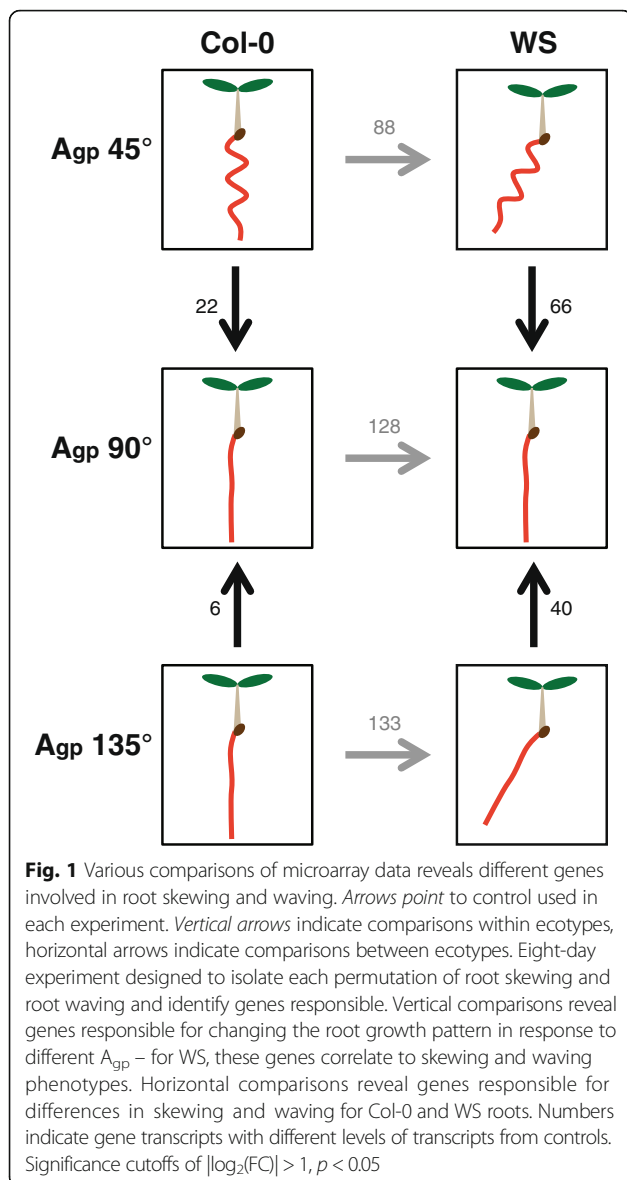 Col-0 WS
Agp 45°
88
22 66
Agp 90°
128
6 40
Agp 135°
133
Fig. 1 Various comparisons of microarray data reveals different genes
involved in root skewing and waving. Arrows point to control used in
each experiment. Vertical arrows indicate comparisons within ecotypes,
horizontal arrows indicate comparisons between ecotypes. Eight-day
experiment designed to isolate each permutation of root skewing and
root waving and identify genes responsible. Vertical comparisons reveal
genes responsible for changing the root growth pattern in response to
different Agp – for WS, these genes correlate to skewing and waving
phenotypes. Horizontal comparisons reveal genes responsible for
differences in skewing and waving for Col-0 and WS roots. Numbers
indicate gene transcripts with different levels of transcripts from controls.
Significance cutoffs of |log₂(FC)| > 1, p < 0.05